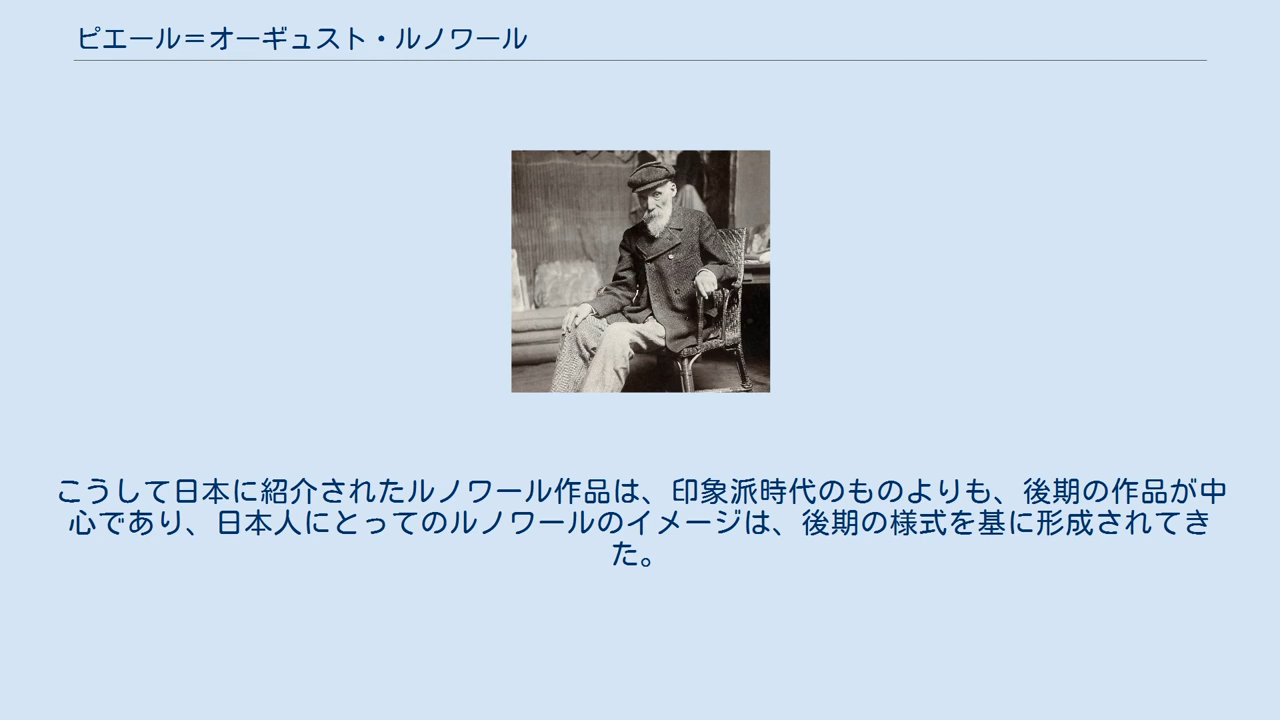 ピエール＝オーギュスト・ルノワール
こうして日本に紹介されたルノワール作品は、印象派時代のものよりも、後期の作品が中
心であり、日本人にとってのルノワールのイメージは、後期の様式を基に形成されてき
た。